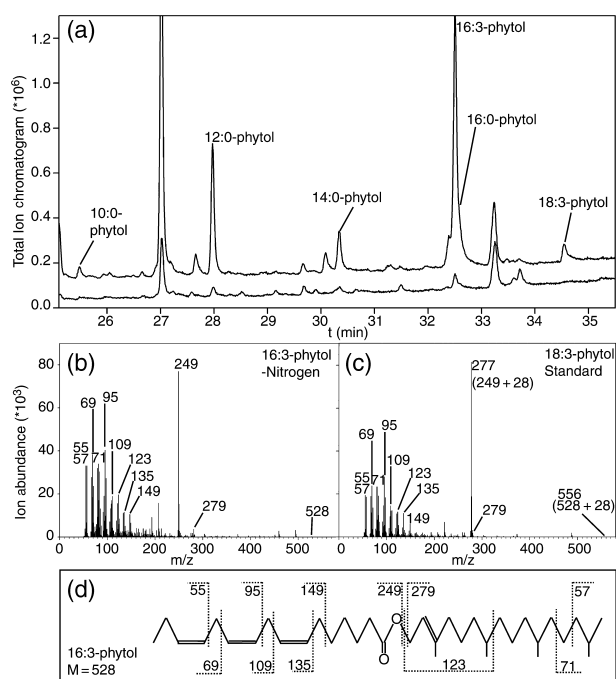 (a)
Total Ion chromatogram (*10⁶)
1.2
1.0
0.8
0.6
0.4
0.2
0.0
10:0-
phytol
12:0-phytol
14:0-phytol
16:3-phytol
16:0-phytol
18:3-phytol
26 27 28 29 30 31 32 33 34 35
t (min)
(b)
Ion abundance (*10³)
80
60
40
20
0
249
16:3-phytol
-Nitrogen
69
95
55
57
71
109
123
135
149
279
528
0 100 200 300 400 500
m/z
(c)
277
(249 + 28)
18:3-phytol
Standard
69
95
55
57
71
109
123
135
149
279
556
(528 + 28)
0 100 200 300 400 500
m/z
(d)
55 95 149 249 279 57
O
O
16:3-phytol
M = 528
69 109 135 123 71